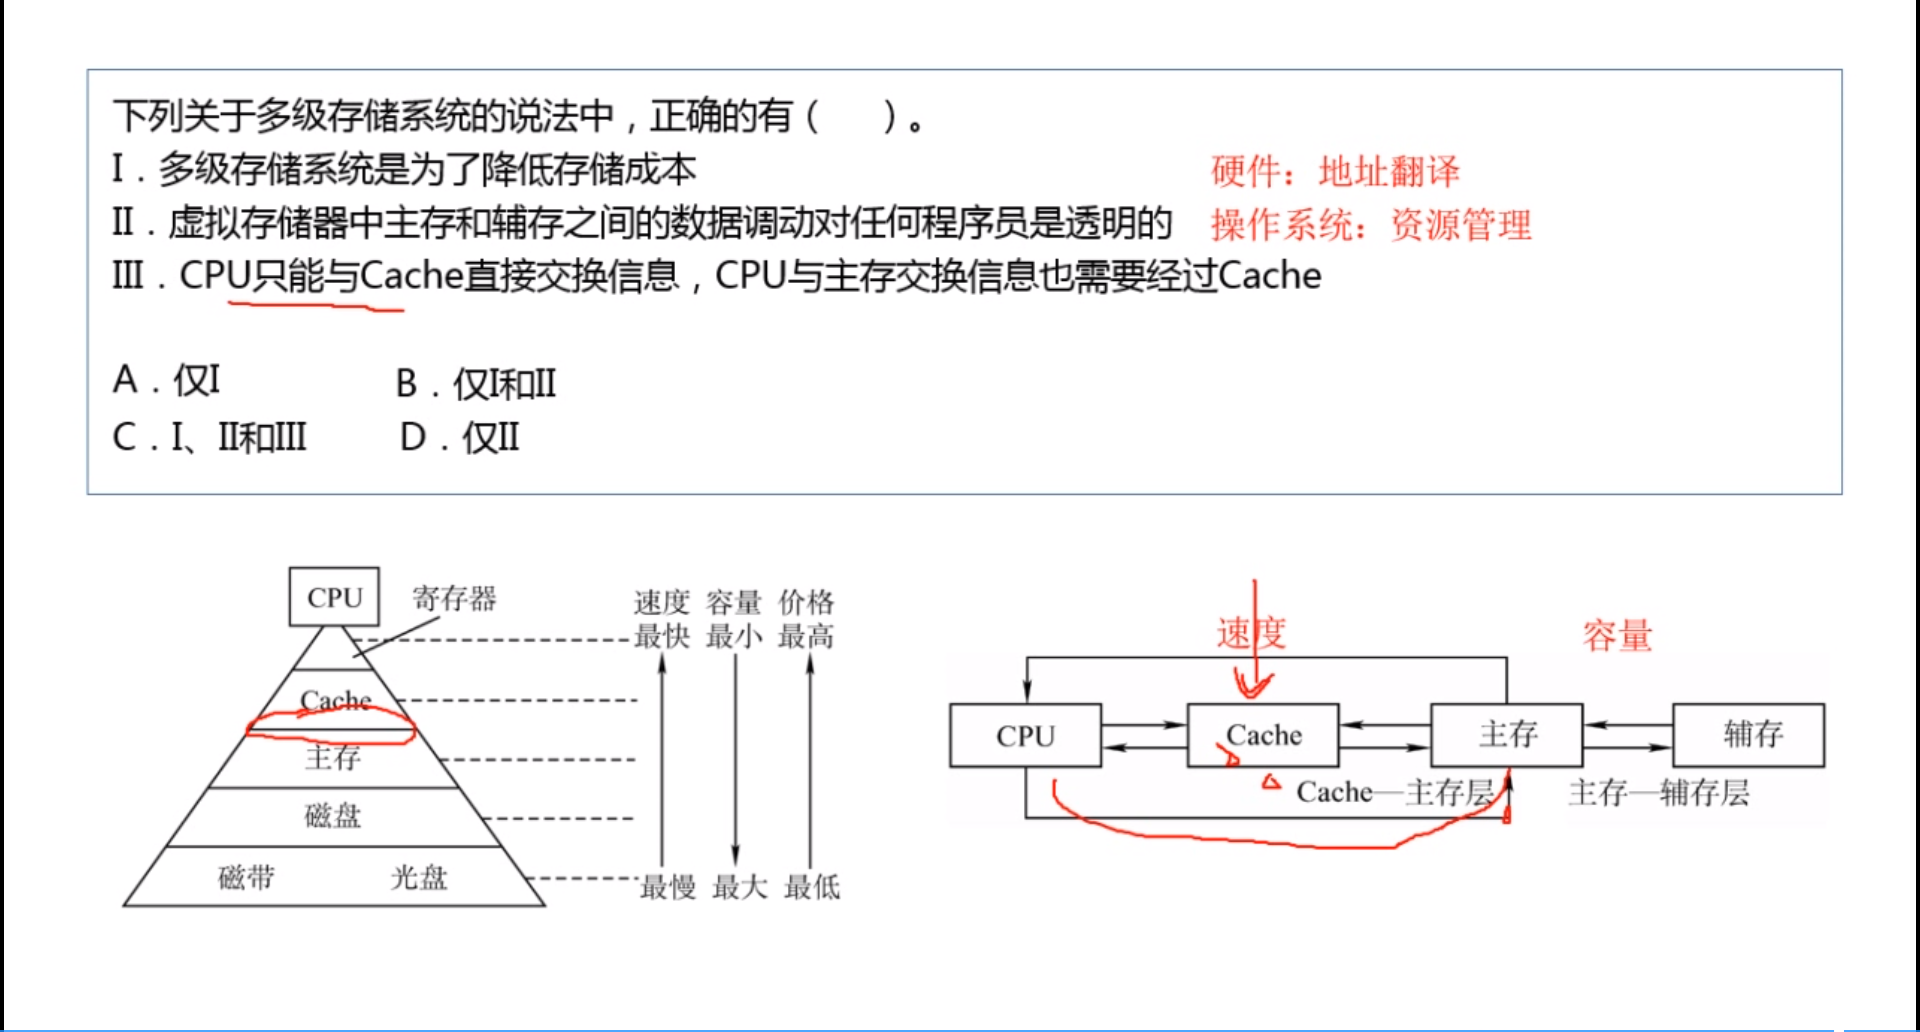 下列关于多级存储系统的说法中，正确的有（　　）。
I．多级存储系统是为了降低存储成本
硬件：地址翻译
II．虚拟存储器中主存和辅存之间的数据调动对任何程序员是透明的
操作系统：资源管理
III．CPU只能与Cache直接交换信息，CPU与主存交换信息也需要经过Cache
A．仅I
B．仅I和II
C．I、II和III
D．仅II
CPU
寄存器
速度 容量 价格
最快 最小 最高
Cache
主存
磁盘
磁带 光盘
最慢 最大 最低
速度
容量
CPU
Cache
主存
辅存
Cache—主存层
主存—辅存层